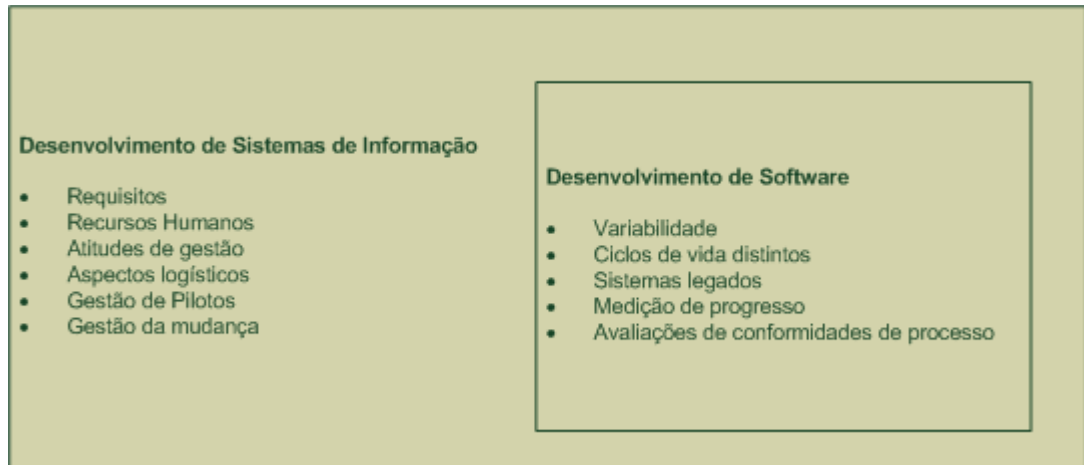 Desenvolvimento de Sistemas de Informação
• Requisitos
• Recursos Humanos
• Atitudes de gestão
• Aspectos logísticos
• Gestão de Pilotos
• Gestão da mudança
Desenvolvimento de Software
• Variabilidade
• Ciclos de vida distintos
• Sistemas legados
• Medição de progresso
• Avaliações de conformidades de processo